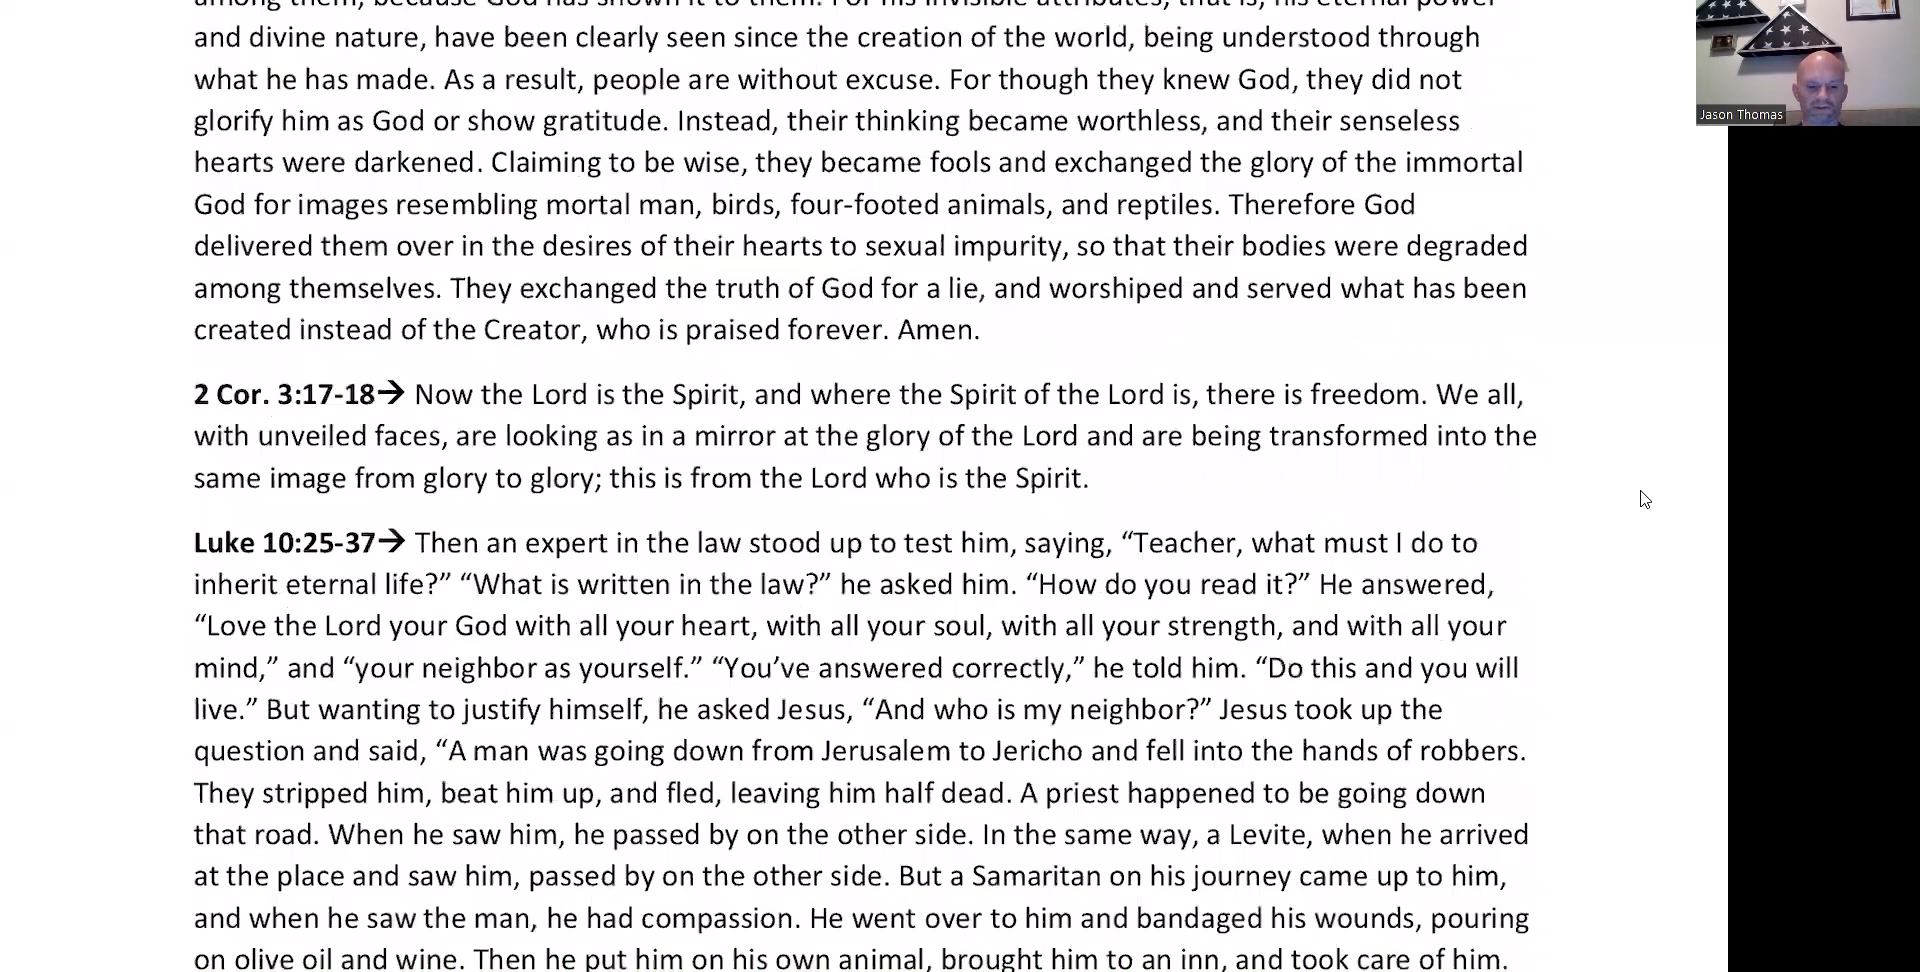 among them, because God has shown it to them. For his invisible attributes, that is, his eternal power
and divine nature, have been clearly seen since the creation of the world, being understood through
what he has made. As a result, people are without excuse. For though they knew God, they did not
glorify him as God or show gratitude. Instead, their thinking became worthless, and their senseless
hearts were darkened. Claiming to be wise, they became fools and exchanged the glory of the immortal
God for images resembling mortal man, birds, four-footed animals, and reptiles. Therefore God
delivered them over in the desires of their hearts to sexual impurity, so that their bodies were degraded
among themselves. They exchanged the truth of God for a lie, and worshiped and served what has been
created instead of the Creator, who is praised forever. Amen.
2 Cor. 3:17-18→ Now the Lord is the Spirit, and where the Spirit of the Lord is, there is freedom. We all,
with unveiled faces, are looking as in a mirror at the glory of the Lord and are being transformed into the
same image from glory to glory; this is from the Lord who is the Spirit.
Luke 10:25-37→ Then an expert in the law stood up to test him, saying, “Teacher, what must I do to
inherit eternal life?” “What is written in the law?” he asked him. “How do you read it?” He answered,
“Love the Lord your God with all your heart, with all your soul, with all your strength, and with all your
mind,” and “your neighbor as yourself.” “You’ve answered correctly,” he told him. “Do this and you will
live.” But wanting to justify himself, he asked Jesus, “And who is my neighbor?” Jesus took up the
question and said, “A man was going down from Jerusalem to Jericho and fell into the hands of robbers.
They stripped him, beat him up, and fled, leaving him half dead. A priest happened to be going down
that road. When he saw him, he passed by on the other side. In the same way, a Levite, when he arrived
at the place and saw him, passed by on the other side. But a Samaritan on his journey came up to him,
and when he saw the man, he had compassion. He went over to him and bandaged his wounds, pouring
on olive oil and wine. Then he put him on his own animal, brought him to an inn, and took care of him.
Jason Thomas